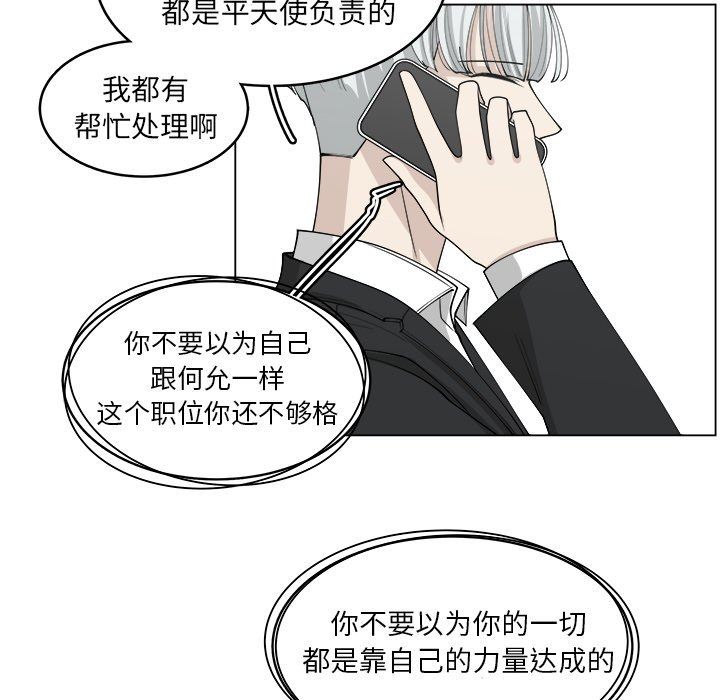 都是平天使负责的
我都有
帮忙处理啊
你不要以为自己
跟何允一样
这个职位你还不够格
你不要以为你的一切
都是靠自己的力量达成的